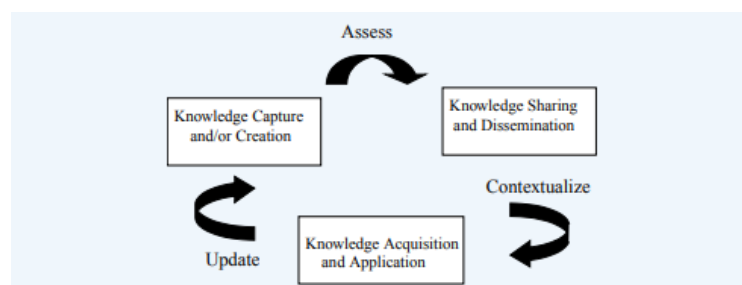 Assess
Knowledge Capture
and/or Creation
Knowledge Sharing
and Dissemination
Contextualize
Knowledge Acquisition
and Application
Update